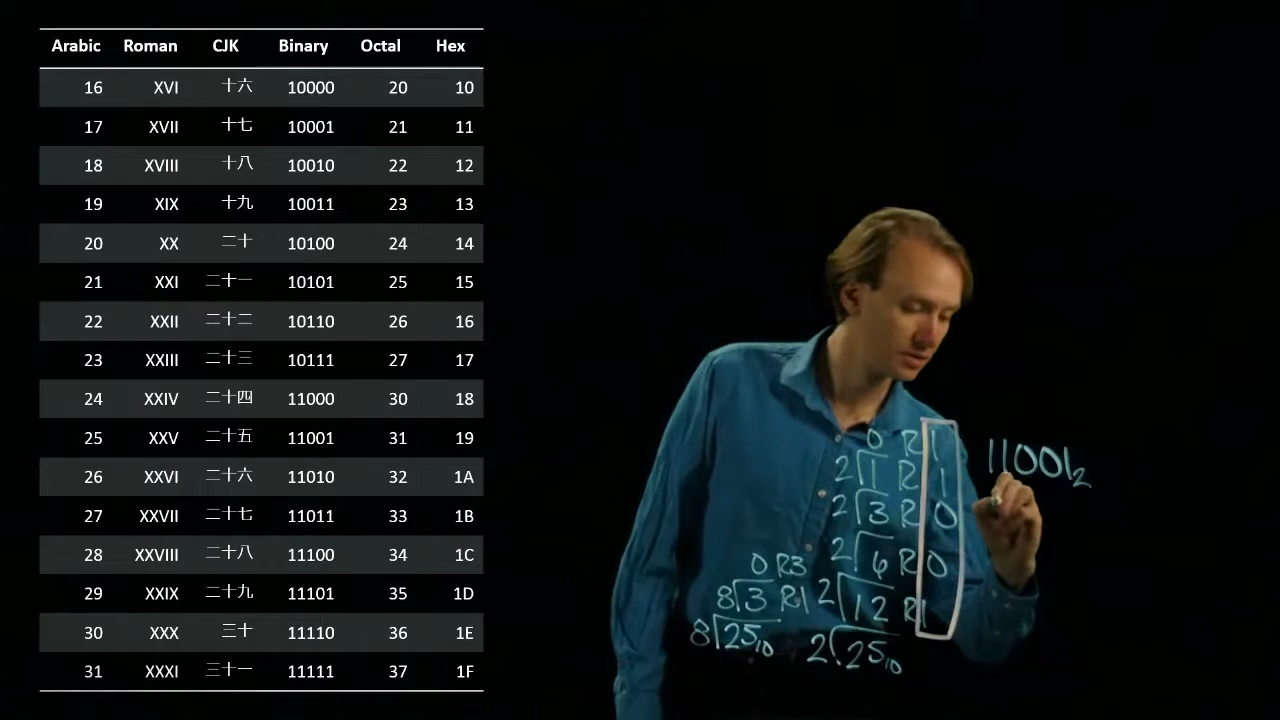 Arabic Roman CJK Binary Octal Hex
16 XVI 十六 10000 20 10
17 XVII 十七 10001 21 11
18 XVIII 十八 10010 22 12
19 XIX 十九 10011 23 13
20 XX 二十 10100 24 14
21 XXI 二十一 10101 25 15
22 XXII 二十二 10110 26 16
23 XXIII 二十三 10111 27 17
24 XXIV 二十四 11000 30 18
25 XXV 二十五 11001 31 19
26 XXVI 二十六 11010 32 1A
27 XXVII 二十七 11011 33 1B
28 XXVIII 二十八 11100 34 1C
29 XXIX 二十九 11101 35 1D
30 XXX 三十 11110 36 1E
31 XXXI 三十一 11111 37 1F
0 R3
8 3 R1
8 25₁₀
0 R1
2 1 R1
2 3 R0
2 6 R0
2 12 R1
2 25₁₀
11001₂